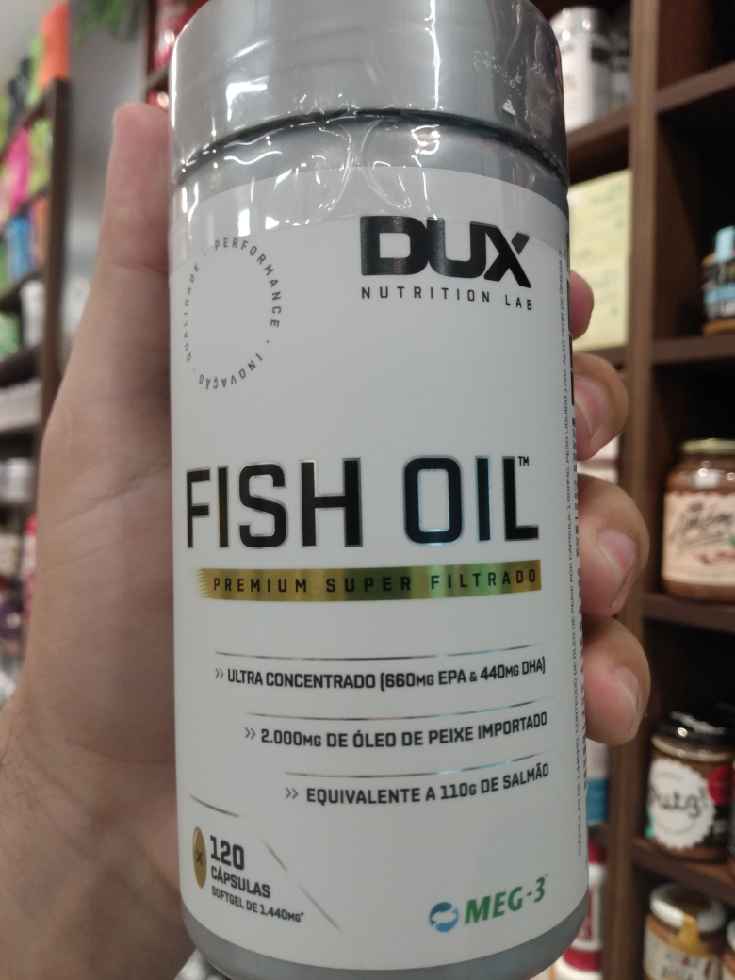 DUX
NUTRITION LAB
PERFORMANCE · INOVAÇÃO · QUALIDADE ·
FISH OIL™
PREMIUM SUPER FILTRADO
» ULTRA CONCENTRADO (660MG EPA & 440MG DHA)
» 2.000MG DE ÓLEO DE PEIXE IMPORTADO
» EQUIVALENTE A 110G DE SALMÃO
120
CÁPSULAS
SOFTGEL DE 1.440MG*
MEG-3